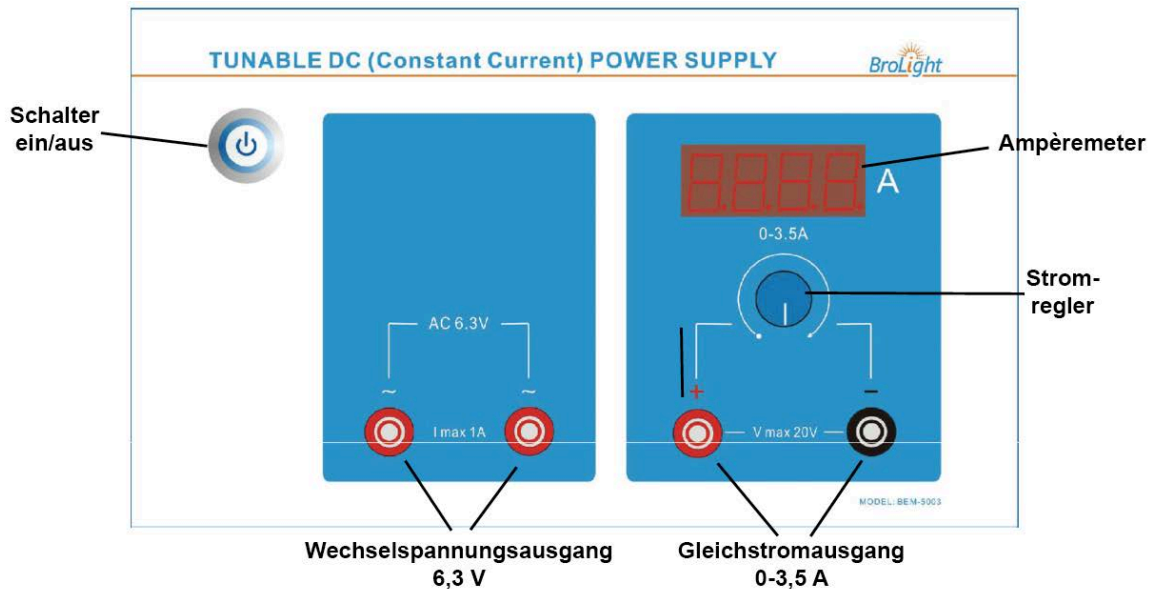 TUNABLE DC (Constant Current) POWER SUPPLY
BroLight
Schalter
ein/aus
Ampèremeter
A
0-3.5A
Strom-
regler
AC 6.3V
~ ~
+ −
I max 1A
V max 20V
MODEL: BEM-5003
Wechselspannungsausgang
6,3 V
Gleichstromausgang
0-3,5 A